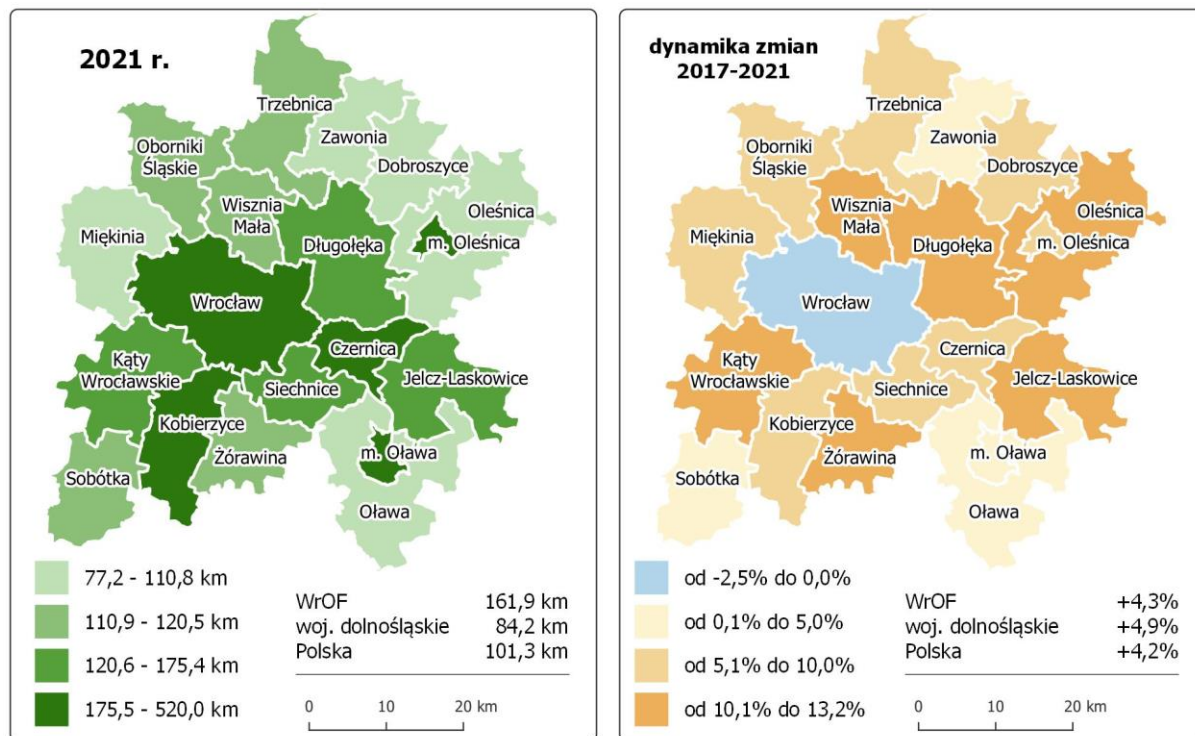 2021 r.
Trzebnica
Zawonia
Oborniki
Śląskie
Dobroszyce
Oleśnica
Wisznia
Mała
m. Oleśnica
Miękinia
Długołęka
Wrocław
Czernica
Kąty
Wrocławskie
Jelcz-Laskowice
Siechnice
Kobierzyce
m. Oława
Żórawina
Sobótka
Oława
77,2 - 110,8 km
110,9 - 120,5 km
120,6 - 175,4 km
175,5 - 520,0 km
WrOF 161,9 km
woj. dolnośląskie 84,2 km
Polska 101,3 km
0 10 20 km
dynamika zmian
2017-2021
Trzebnica
Zawonia
Oborniki
Śląskie
Dobroszyce
Oleśnica
Wisznia
Mała
m. Oleśnica
Miękinia
Długołęka
Wrocław
Czernica
Kąty
Wrocławskie
Jelcz-Laskowice
Siechnice
Kobierzyce
m. Oława
Żórawina
Sobótka
Oława
od -2,5% do 0,0%
od 0,1% do 5,0%
od 5,1% do 10,0%
od 10,1% do 13,2%
WrOF +4,3%
woj. dolnośląskie +4,9%
Polska +4,2%
0 10 20 km